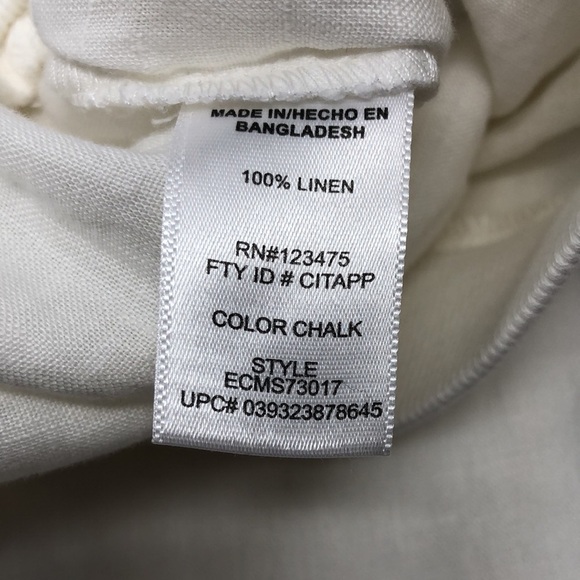 MADE IN/HECHO EN
BANGLADESH
100% LINEN
RN#123475
FTY ID # CITAPP
COLOR CHALK
STYLE
ECMS73017
UPC# 039323878645